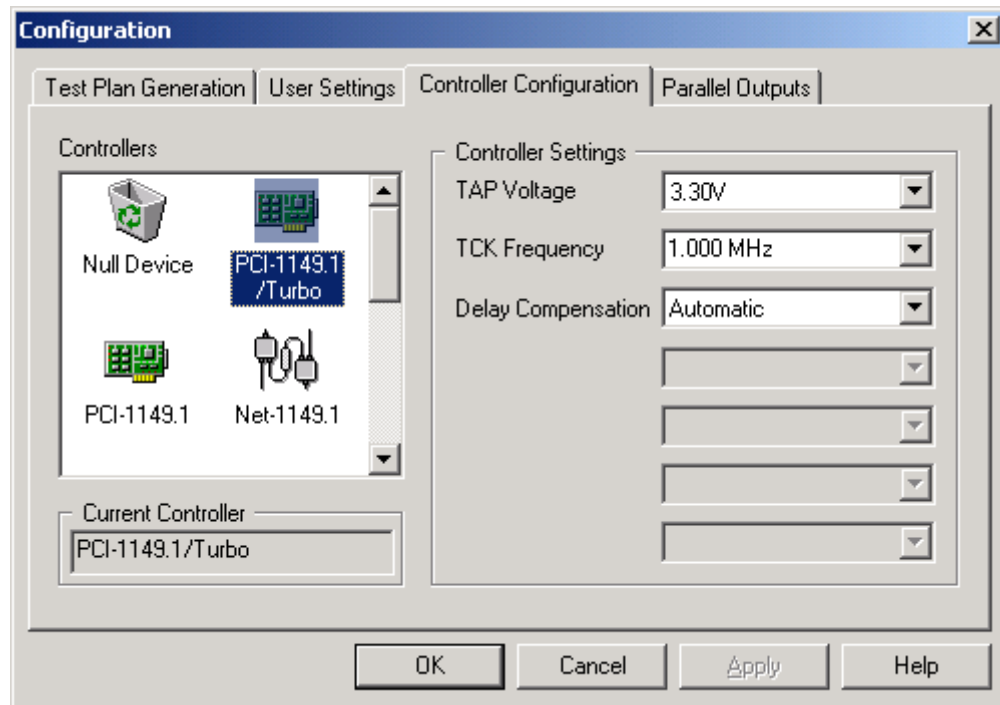 Configuration
Test Plan Generation
User Settings
Controller Configuration
Parallel Outputs
Controllers
Null Device
PCI-1149.1
/Turbo
PCI-1149.1
Net-1149.1
Current Controller
PCI-1149.1/Turbo
Controller Settings
TAP Voltage
3.30V
TCK Frequency
1.000 MHz
Delay Compensation
Automatic
OK
Cancel
Apply
Help